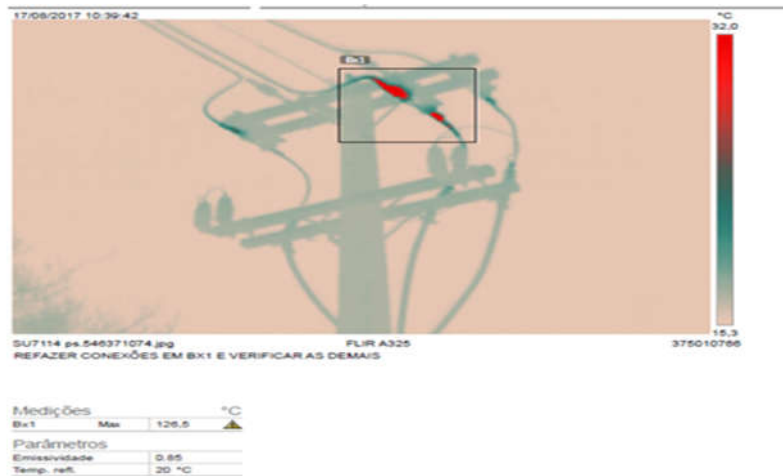 17/08/2017 10:39:42
°C
32,0
Bx1
15,3
SU7114 ps.546371074.jpg FLIR A325 375010766
REFAZER CONEXÕES EM BX1 E VERIFICAR AS DEMAIS
Medições °C
Bx1 Max 126,5
Parâmetros
Emissividade 0.85
Temp. refl. 20 °C